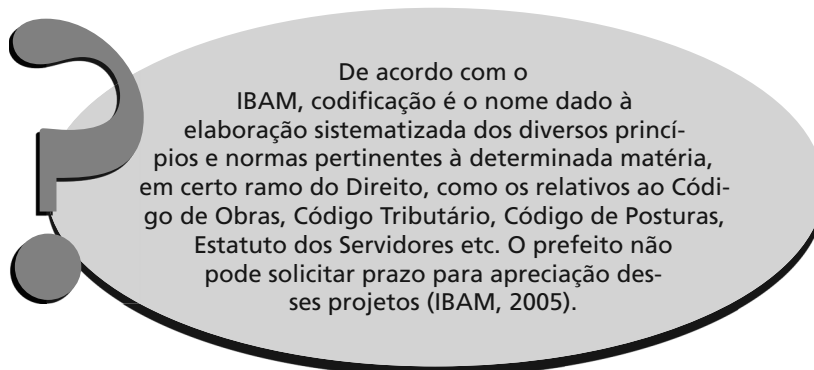 De acordo com o
IBAM, codificação é o nome dado à
elaboração sistematizada dos diversos princí-
pios e normas pertinentes à determinada matéria,
em certo ramo do Direito, como os relativos ao Códi-
go de Obras, Código Tributário, Código de Posturas,
Estatuto dos Servidores etc. O prefeito não
pode solicitar prazo para apreciação des-
ses projetos (IBAM, 2005).